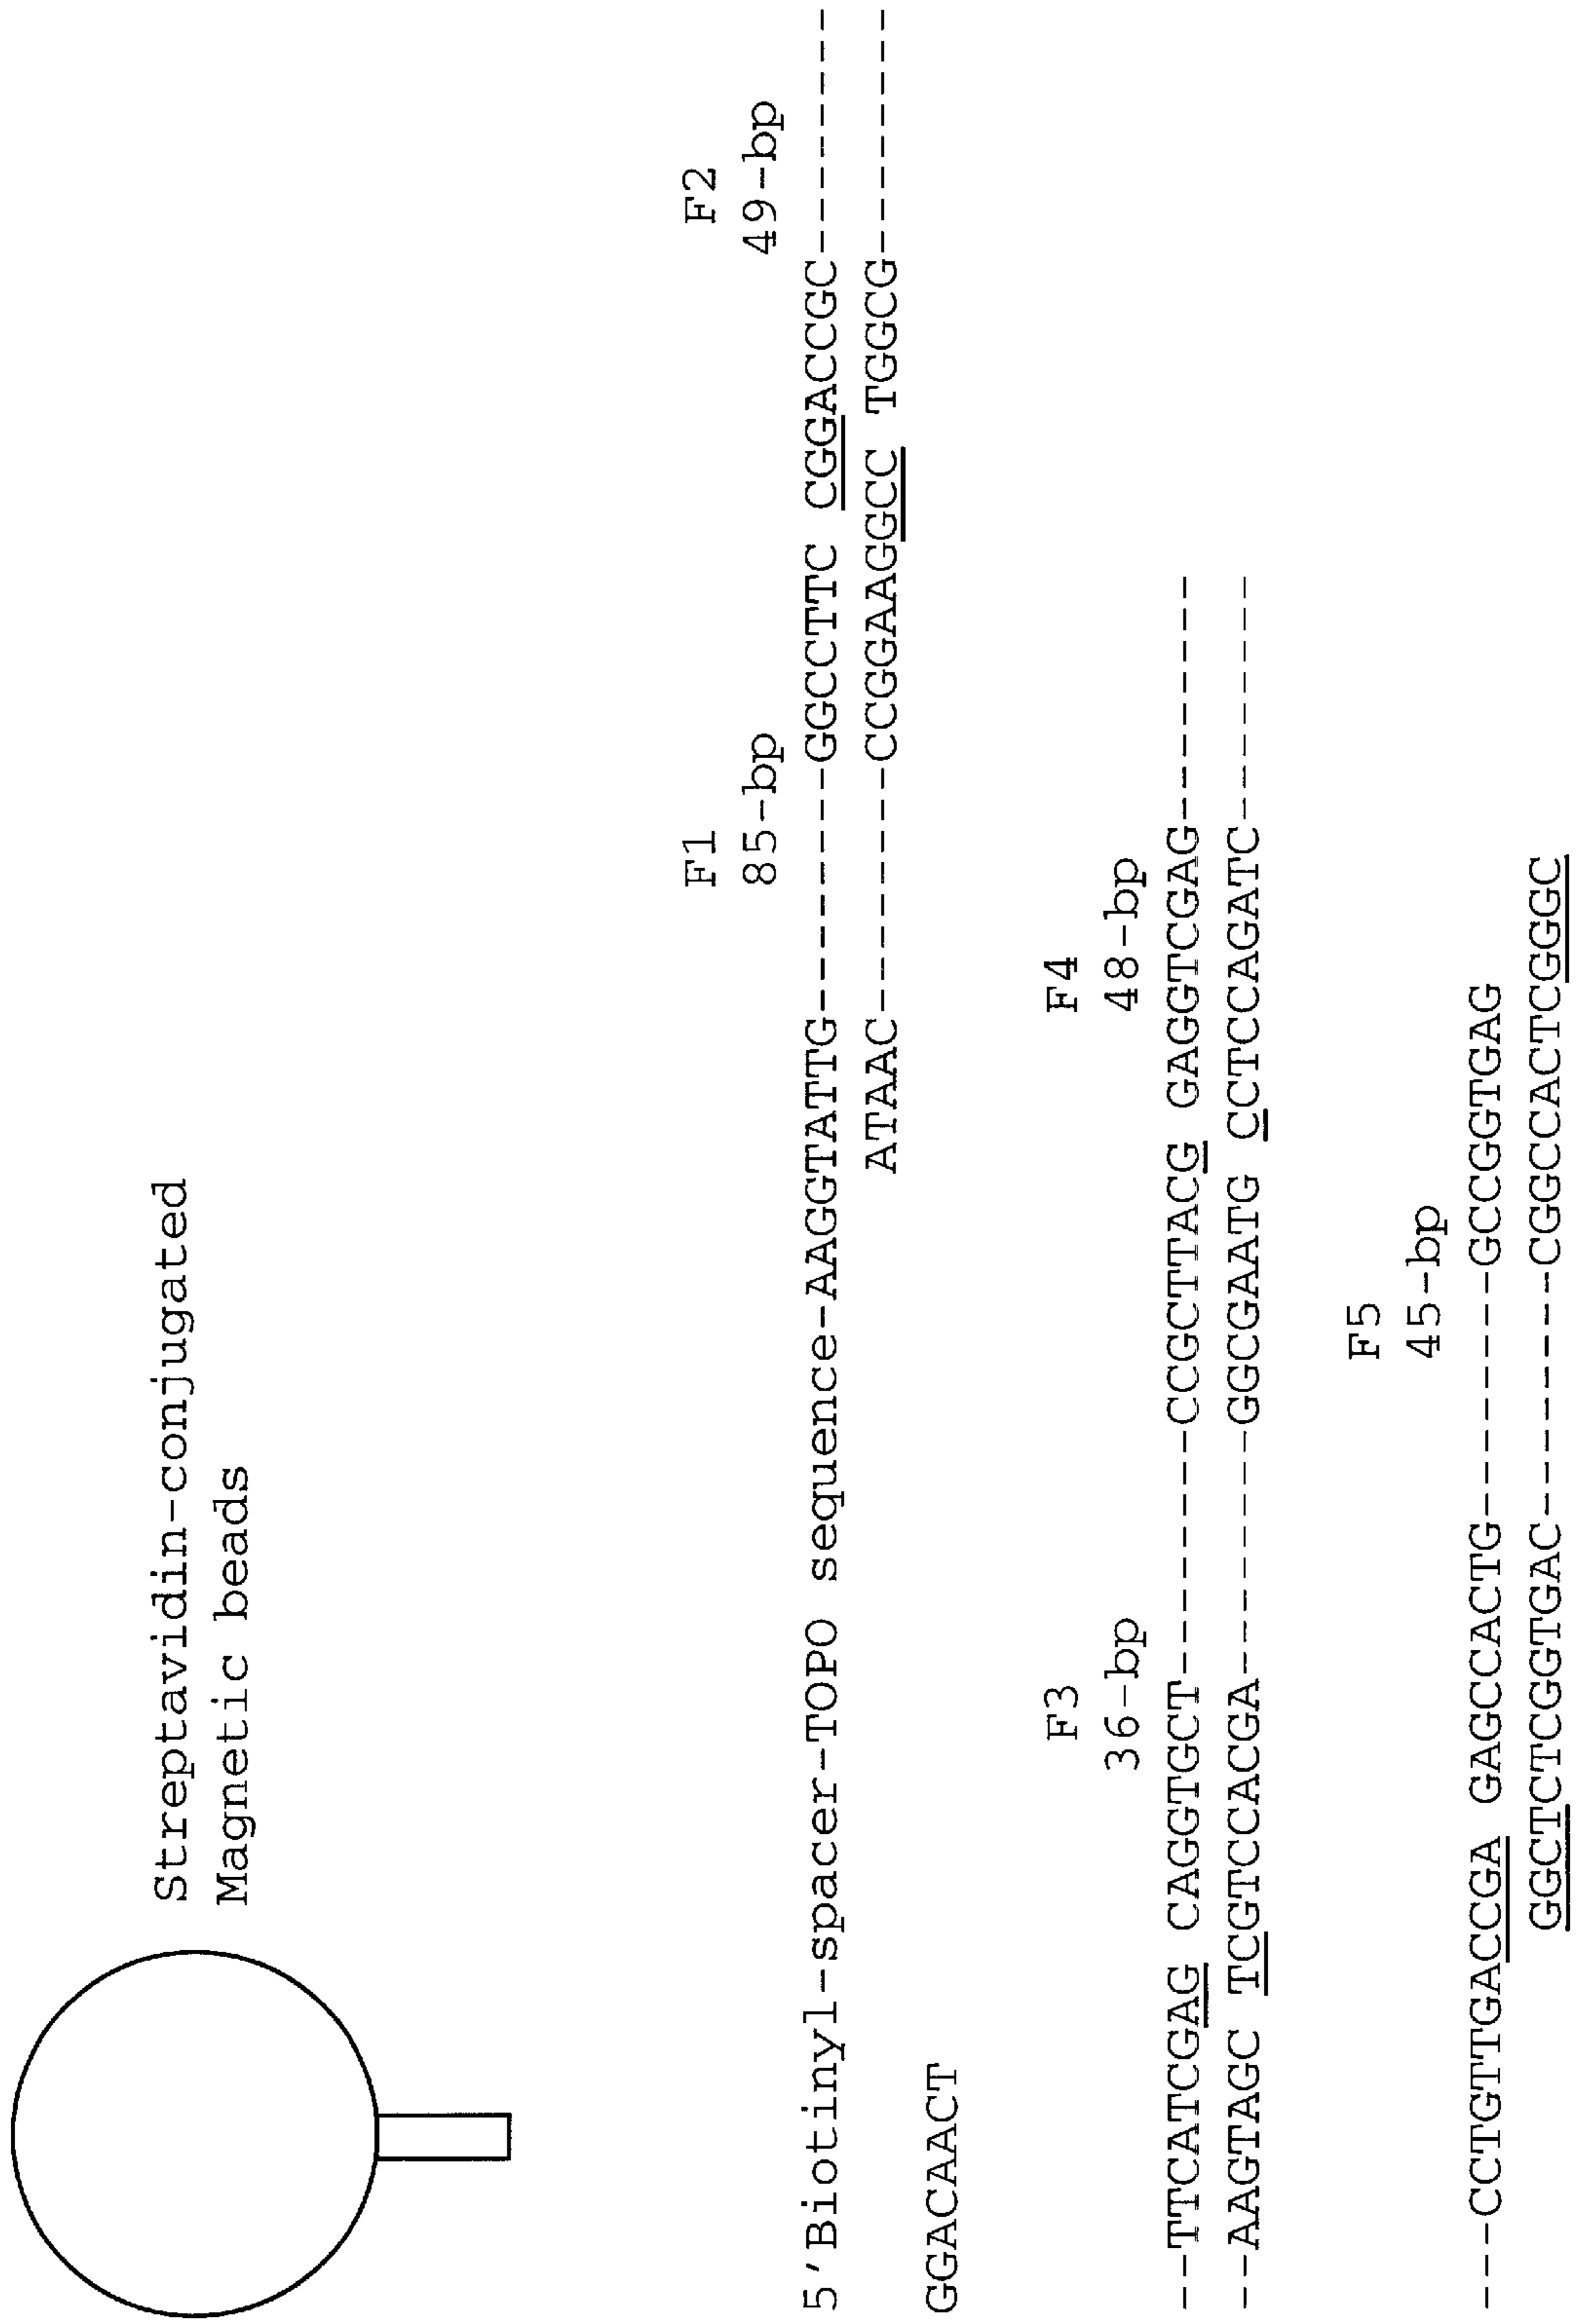 Streptavidin-conjugated
Magnetic beads
F1 F2
85-bp 49-bp
5'Biotinyl-spacer-TOPO sequence-AAGGTATTG--------GGCCTTC CGGACCGC--------
ATAAC--------CCGGAAGGCC TGGCG--------
GGACAACT
F3 F4
36-bp 48-bp
--TTCATCGAG CAGGTGCT--------CCGCTTACG GAGGTCGAG--------
--AAGTAGC TCGTCCACGA--------GGCGAATG CCTCCAGATC--------
F5
45-bp
---CCTGTTGACCGA GAGCCACTG--------GCCGGTGAG
GGCTCTCGGTGAC--------CGGCCACTCGGGC